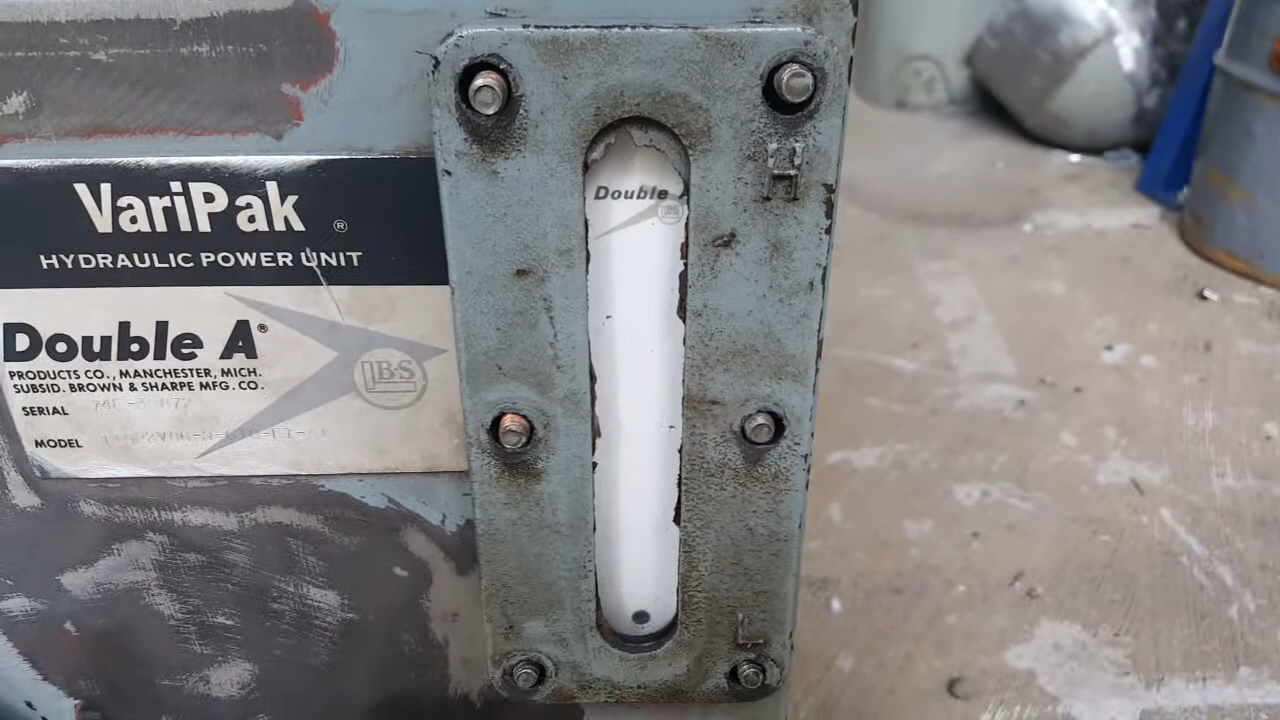 VariPak ®
HYDRAULIC POWER UNIT
Double A®
PRODUCTS CO., MANCHESTER, MICH.
SUBSID. BROWN & SHARPE MFG. CO.
B·S
SERIAL
MODEL
Double
H
L